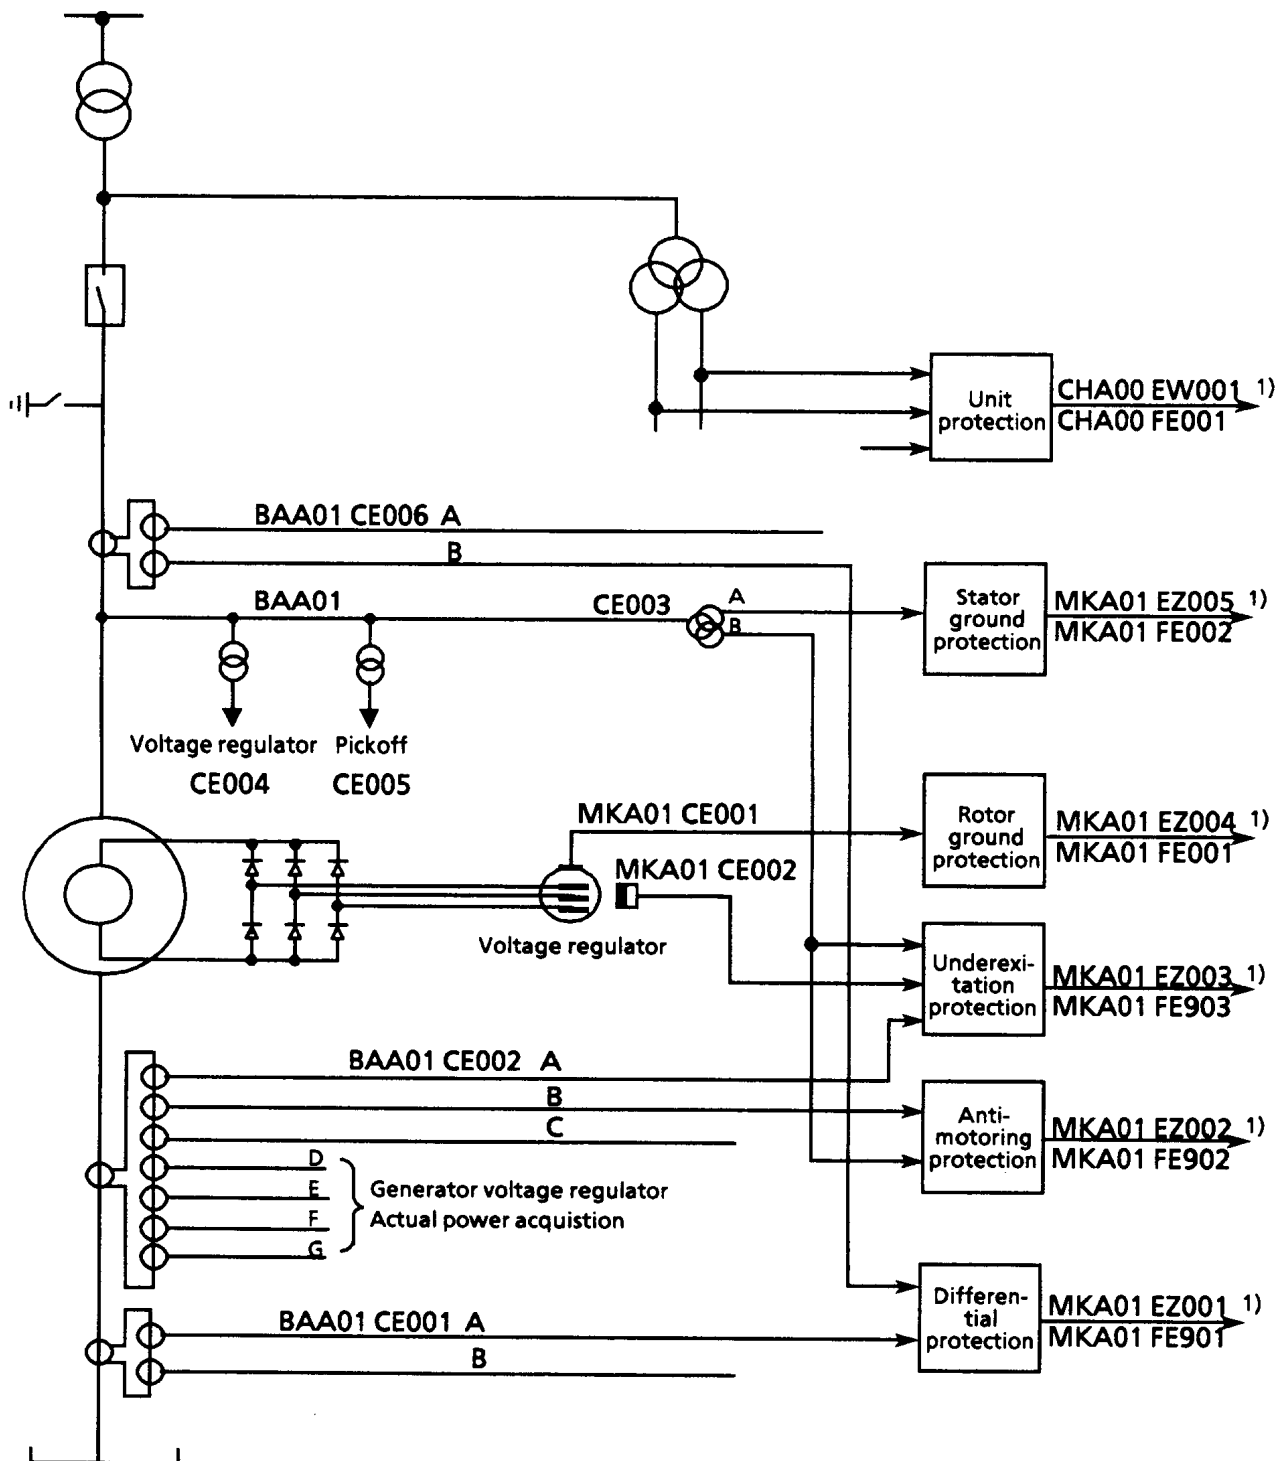 Unit
protection
CHA00 EW001 1)
CHA00 FE001
BAA01 CE006 A
B
BAA01
CE003
A
B
Stator
ground
protection
MKA01 EZ005 1)
MKA01 FE002
Voltage regulator
CE004
Pickoff
CE005
MKA01 CE001
Rotor
ground
protection
MKA01 EZ004 1)
MKA01 FE001
MKA01 CE002
Voltage regulator
Underexi-
tation
protection
MKA01 EZ003 1)
MKA01 FE903
BAA01 CE002 A
B
C
D
E
F
G
Generator voltage regulator
Actual power acquistion
Anti-
motoring
protection
MKA01 EZ002 1)
MKA01 FE902
Differen-
tial
protection
MKA01 EZ001 1)
MKA01 FE901
BAA01 CE001 A
B